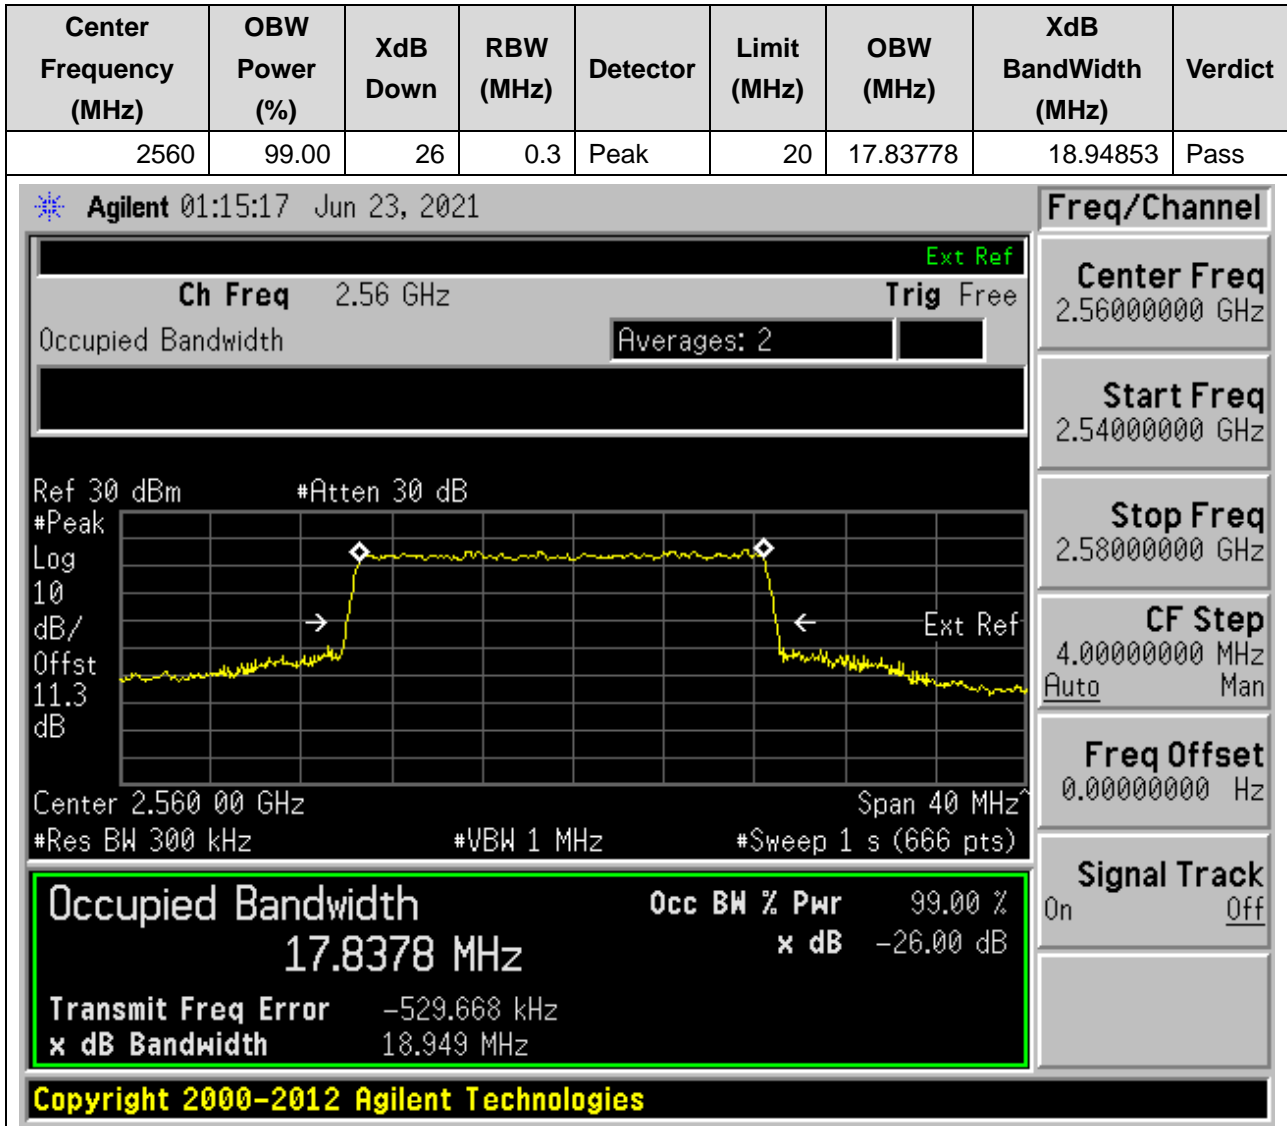 Center Frequency (MHz) OBW Power (%) XdB Down RBW (MHz) Detector Limit (MHz) OBW (MHz) XdB BandWidth (MHz) Verdict
2560 99.00 26 0.3 Peak 20 17.83778 18.94853 Pass
Agilent 01:15:17 Jun 23, 2021
Freq/Channel
Ext Ref
Ch Freq 2.56 GHz Trig Free
Occupied Bandwidth Averages: 2
Center Freq
2.56000000 GHz
Start Freq
2.54000000 GHz
Stop Freq
2.58000000 GHz
CF Step
4.00000000 MHz
Auto Man
Freq Offset
0.00000000 Hz
Signal Track
On Off
Ref 30 dBm #Atten 30 dB
#Peak
Log
10
dB/
Offst
11.3
dB
Ext Ref
Center 2.560 00 GHz Span 40 MHz^
#Res BW 300 kHz #VBW 1 MHz #Sweep 1 s (666 pts)
Occupied Bandwidth Occ BW % Pwr 99.00 %
17.8378 MHz x dB -26.00 dB
Transmit Freq Error -529.668 kHz
x dB Bandwidth 18.949 MHz
Copyright 2000-2012 Agilent Technologies